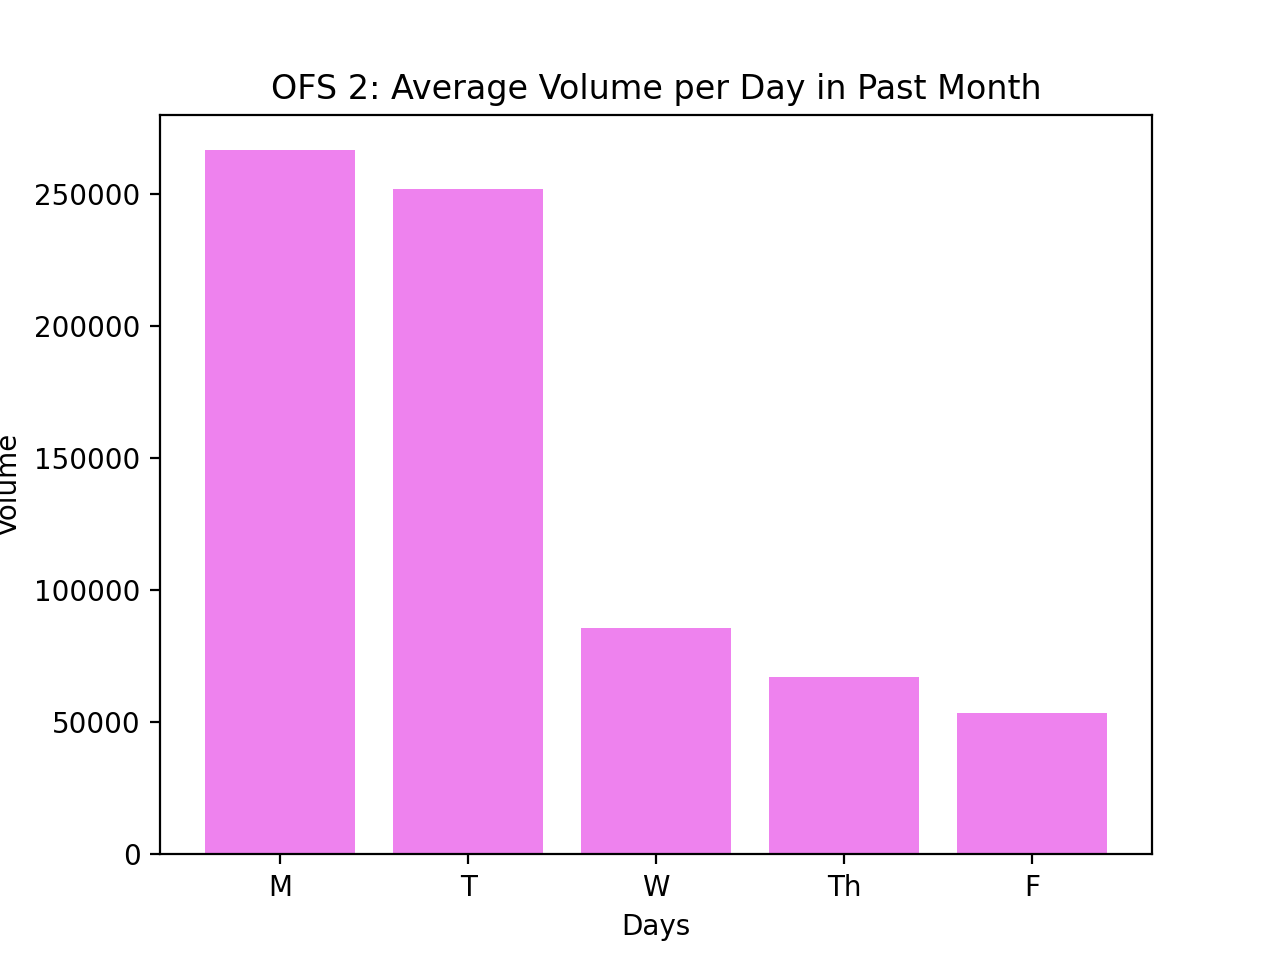 OFS 2: Average Volume per Day in Past Month
250000
200000
150000
100000
50000
0
Volume
M T W Th F
Days